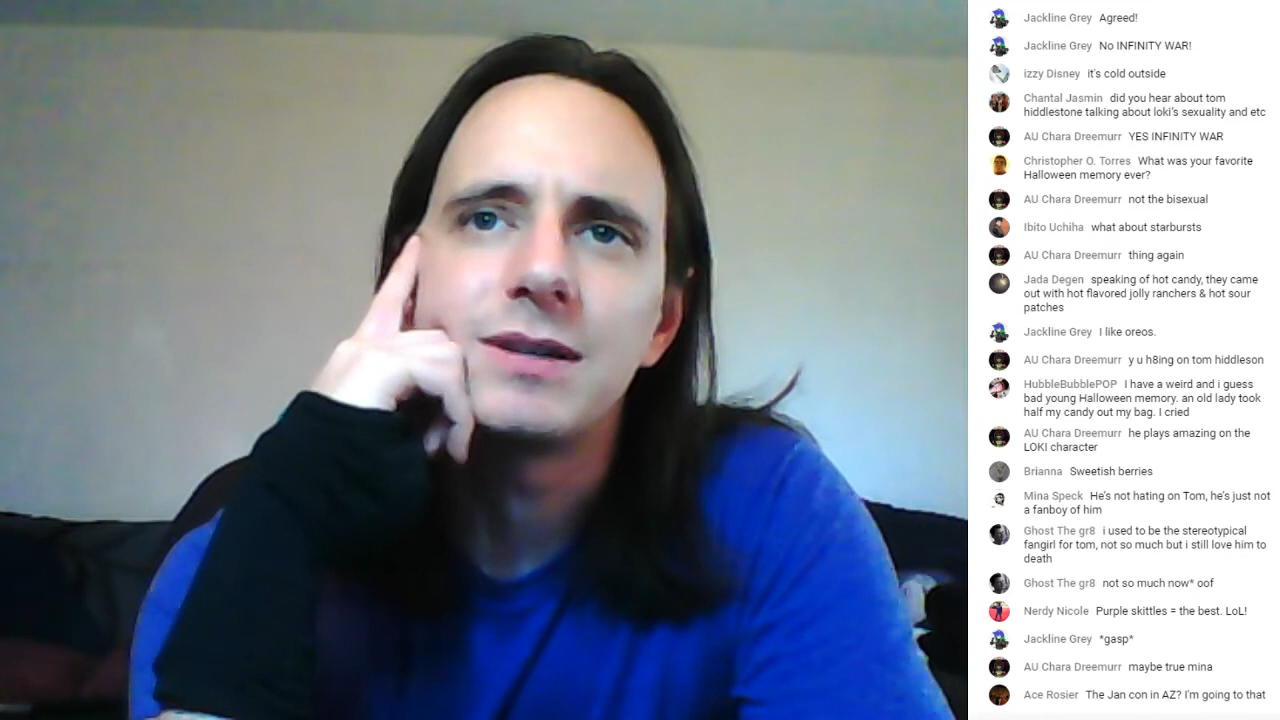 Jackline Grey Agreed!
Jackline Grey No INFINITY WAR!
izzy Disney it's cold outside
Chantal Jasmin did you hear about tom
hiddlestone talking about loki's sexuality and etc
AU Chara Dreemurr YES INFINITY WAR
Christopher O. Torres What was your favorite
Halloween memory ever?
AU Chara Dreemurr not the bisexual
Ibito Uchiha what about starbursts
AU Chara Dreemurr thing again
Jada Degen speaking of hot candy, they came
out with hot flavored jolly ranchers & hot sour
patches
Jackline Grey I like oreos.
AU Chara Dreemurr y u h8ing on tom hiddleson
HubbleBubblePOP I have a weird and i guess
bad young Halloween memory. an old lady took
half my candy out my bag. I cried
AU Chara Dreemurr he plays amazing on the
LOKI character
Brianna Sweetish berries
Mina Speck He's not hating on Tom, he's just not
a fanboy of him
Ghost The gr8 i used to be the stereotypical
fangirl for tom, not so much but i still love him to
death
Ghost The gr8 not so much now* oof
Nerdy Nicole Purple skittles = the best. LoL!
Jackline Grey *gasp*
AU Chara Dreemurr maybe true mina
Ace Rosier The Jan con in AZ? I'm going to that